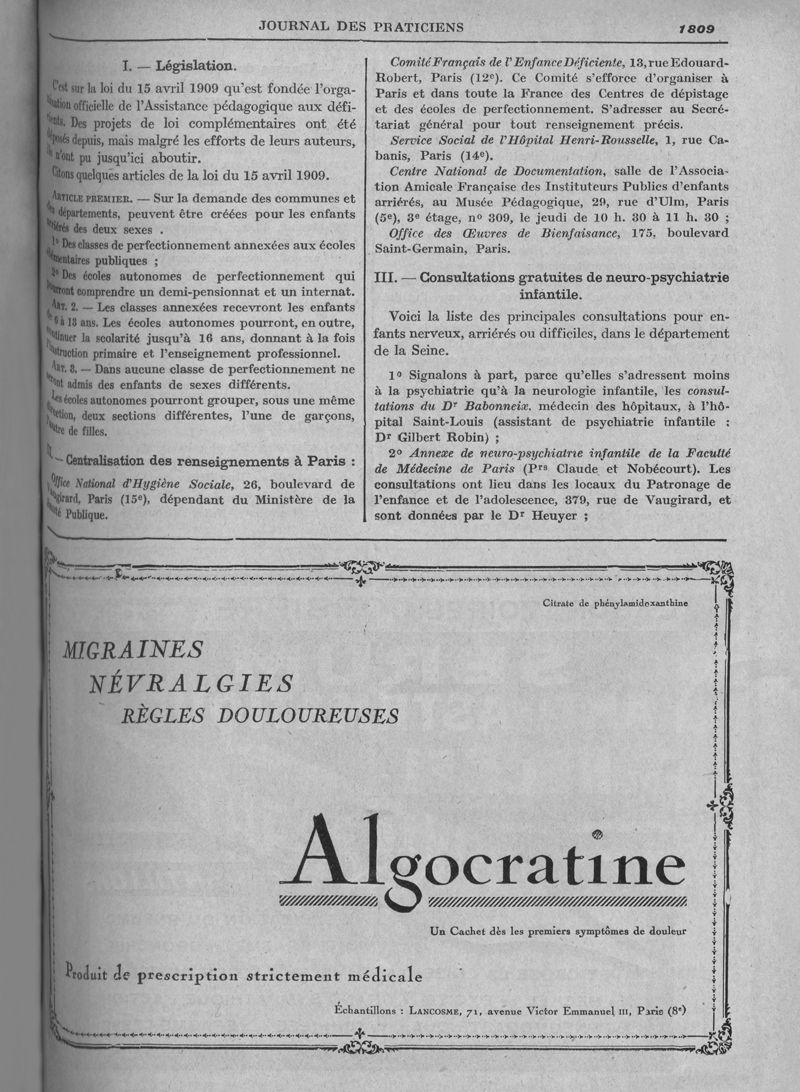 JOURNAL DES PRATICIENS
1809
I. — Législation.
C'est sur la loi du 15 avril 1909 qu'est fondée l'orga-
officielle de l'Assistance pédagogique aux défi-
Des projets de loi complémentaires ont été
depuis, mais malgré les efforts de leurs auteurs,
n'ont pu jusqu'ici aboutir.
Citons quelques articles de la loi du 15 avril 1909.
ARTICLE PREMIER. — Sur la demande des communes et
départements, peuvent être créées pour les enfants
des deux sexes .
1° Des classes de perfectionnement annexées aux écoles
publiques ;
2° Des écoles autonomes de perfectionnement qui
comprendre un demi-pensionnat et un internat.
ART. 2. — Les classes annexées recevront les enfants
6 à 13 ans. Les écoles autonomes pourront, en outre,
la scolarité jusqu'à 16 ans, donnant à la fois
primaire et l'enseignement professionnel.
ART. 3. — Dans aucune classe de perfectionnement ne
admis des enfants de sexes différents.
Les écoles autonomes pourront grouper, sous une même
deux sections différentes, l'une de garçons,
de filles.
— Centralisation des renseignements à Paris :
Office National d'Hygiène Sociale, 26, boulevard de
Paris (15e), dépendant du Ministère de la
Publique.
Comité Français de l'Enfance Déficiente, 13, rue Edouard-
Robert, Paris (12e). Ce Comité s'efforce d'organiser à
Paris et dans toute la France des Centres de dépistage
et des écoles de perfectionnement. S'adresser au Secré-
tariat général pour tout renseignement précis.
Service Social de l'Hôpital Henri-Rousselle, 1, rue Ca-
banis, Paris (14e).
Centre National de Documentation, salle de l'Associa-
tion Amicale Française des Instituteurs Publics d'enfants
arriérés, au Musée Pédagogique, 29, rue d'Ulm, Paris
(5e), 3e étage, no 309, le jeudi de 10 h. 30 à 11 h. 30 ;
Office des Œuvres de Bienfaisance, 175, boulevard
Saint-Germain, Paris.
III. — Consultations gratuites de neuro-psychiatrie
infantile.
Voici la liste des principales consultations pour en-
fants nerveux, arriérés ou difficiles, dans le département
de la Seine.
1o Signalons à part, parce qu'elles s'adressent moins
à la psychiatrie qu'à la neurologie infantile, les consul-
tations du Dr Babonneix, médecin des hôpitaux, à l'hô-
pital Saint-Louis (assistant de psychiatrie infantile :
Dr Gilbert Robin) ;
2o Annexe de neuro-psychiatrie infantile de la Faculté
de Médecine de Paris (Prs Claude et Nobécourt). Les
consultations ont lieu dans les locaux du Patronage de
l'enfance et de l'adolescence, 379, rue de Vaugirard, et
sont données par le Dr Heuyer ;
Citrate de phénylamidoxanthine
MIGRAINES
NÉVRALGIES
RÈGLES DOULOUREUSES
Algocratine
Un Cachet dès les premiers symptômes de douleur
Produit de prescription strictement médicale
Échantillons : LANCOSME, 71, avenue Victor Emmanuel III, Paris (8e)